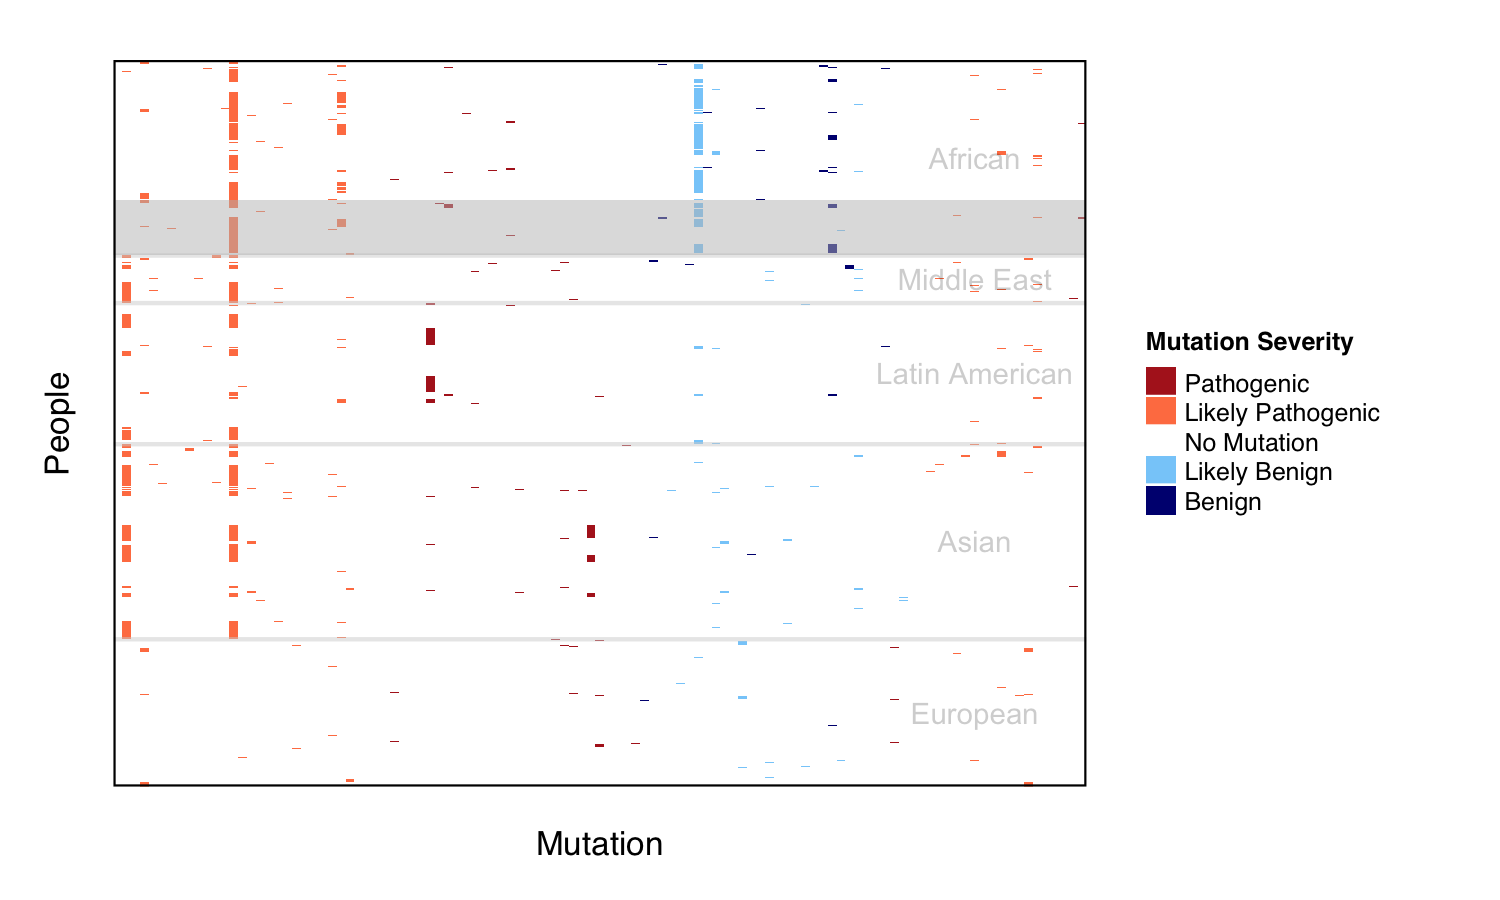 African
Middle East
Latin American
Asian
European
People
Mutation
Mutation Severity
Pathogenic
Likely Pathogenic
No Mutation
Likely Benign
Benign